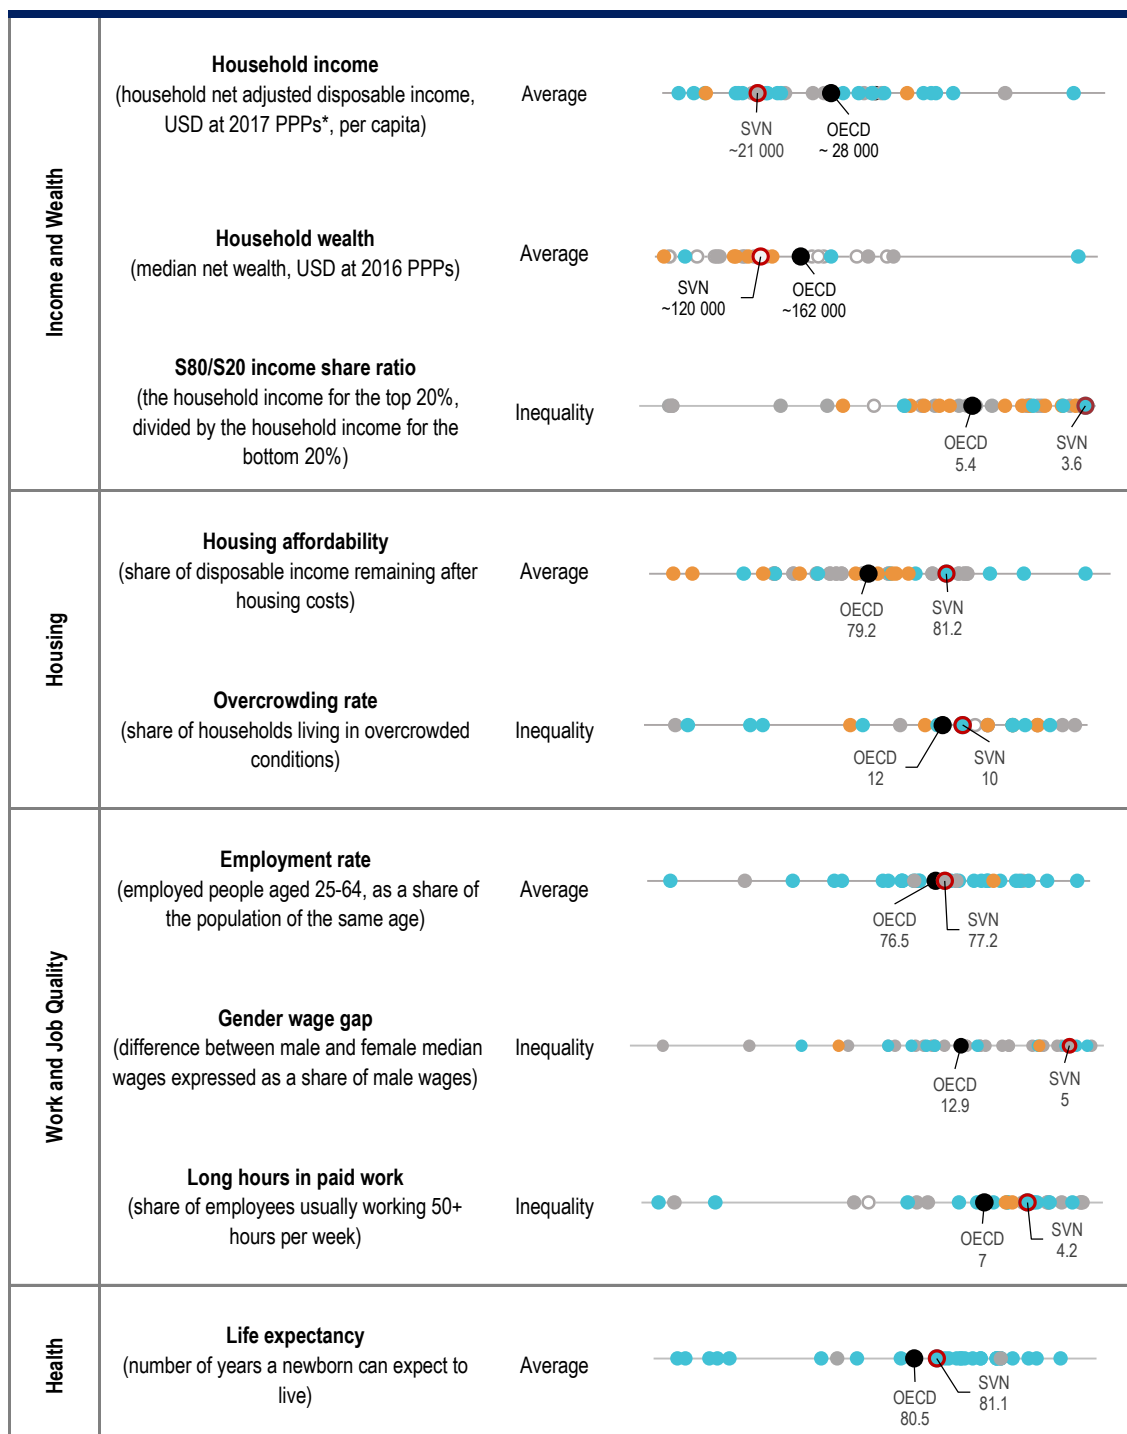 Income and Wealth
Household income
(household net adjusted disposable income,
USD at 2017 PPPs*, per capita)
Average
SVN
~21 000
OECD
~ 28 000
Household wealth
(median net wealth, USD at 2016 PPPs)
Average
SVN
~120 000
OECD
~162 000
S80/S20 income share ratio
(the household income for the top 20%,
divided by the household income for the
bottom 20%)
Inequality
OECD
5.4
SVN
3.6
Housing
Housing affordability
(share of disposable income remaining after
housing costs)
Average
OECD
79.2
SVN
81.2
Overcrowding rate
(share of households living in overcrowded
conditions)
Inequality
OECD
12
SVN
10
Work and Job Quality
Employment rate
(employed people aged 25-64, as a share of
the population of the same age)
Average
OECD
76.5
SVN
77.2
Gender wage gap
(difference between male and female median
wages expressed as a share of male wages)
Inequality
OECD
12.9
SVN
5
Long hours in paid work
(share of employees usually working 50+
hours per week)
Inequality
OECD
7
SVN
4.2
Health
Life expectancy
(number of years a newborn can expect to
live)
Average
OECD
80.5
SVN
81.1